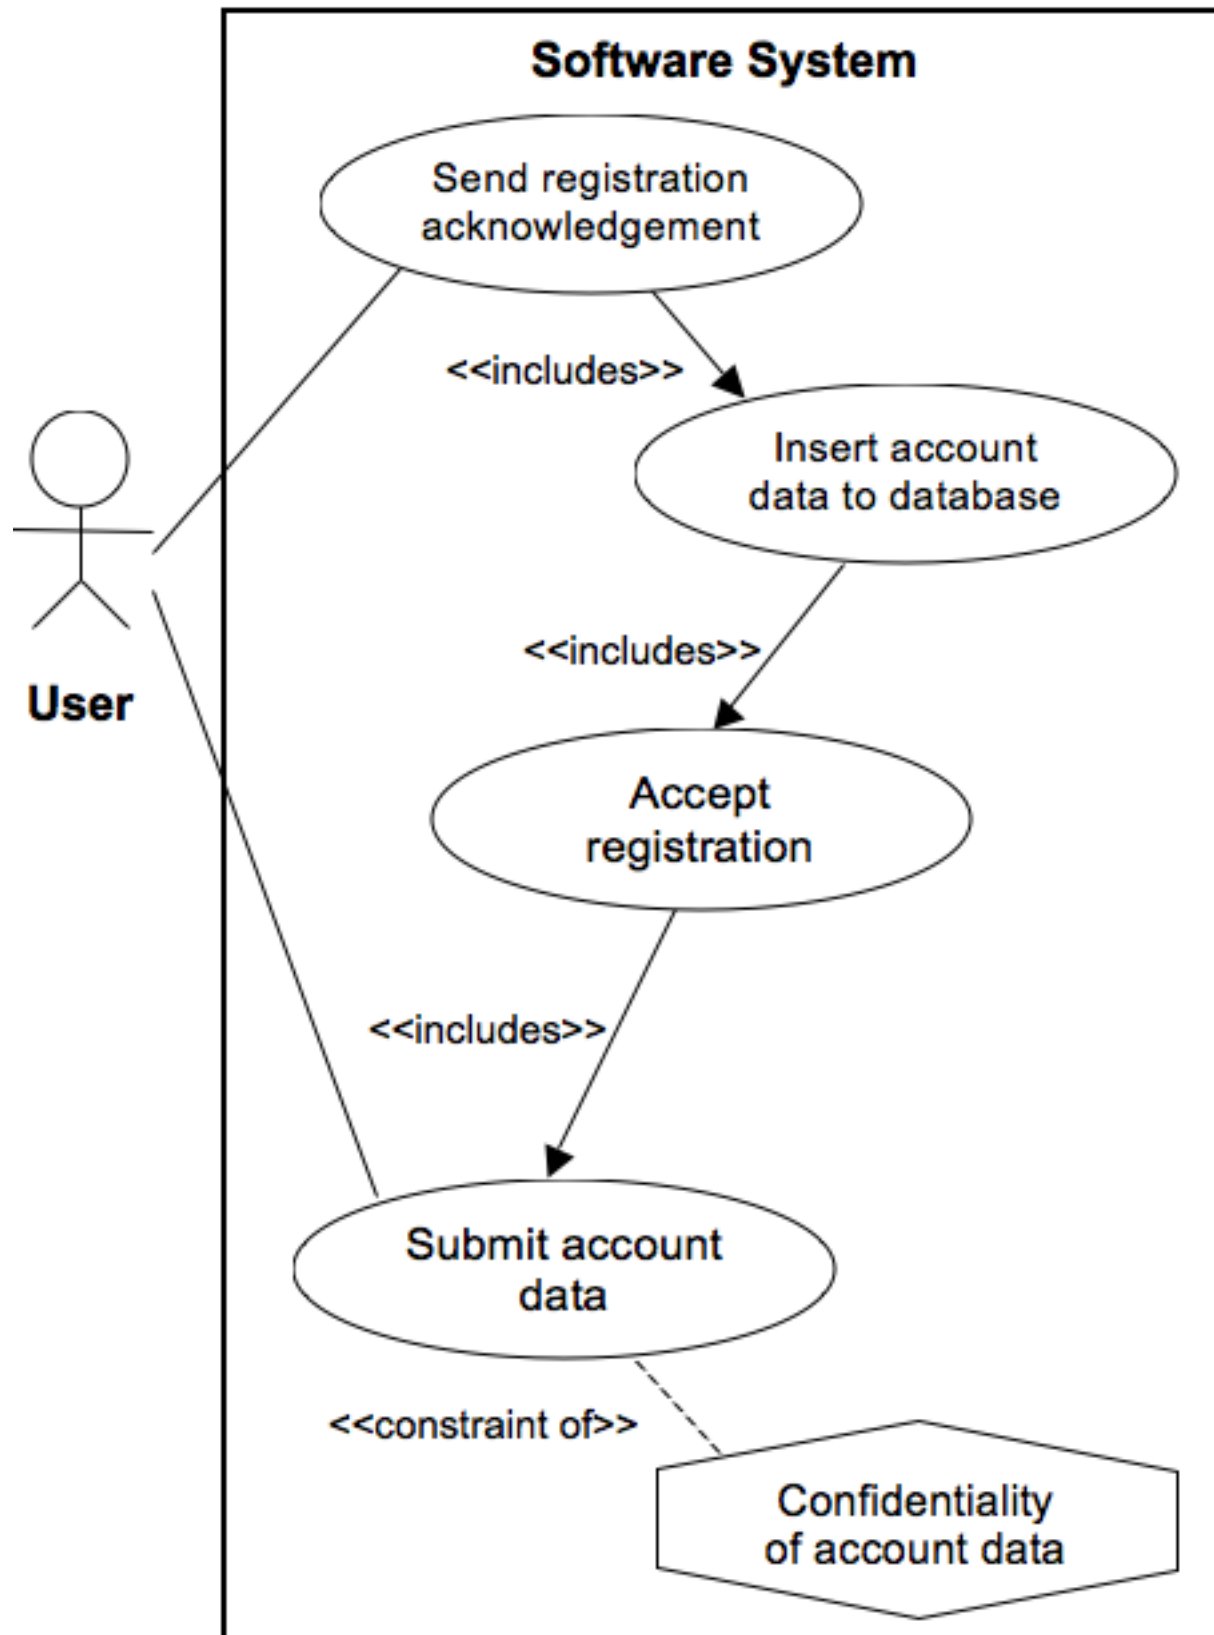 Software System
Send registration
acknowledgement
<<includes>>
Insert account
data to database
<<includes>>
User
Accept
registration
<<includes>>
Submit account
data
<<constraint of>>
Confidentiality
of account data